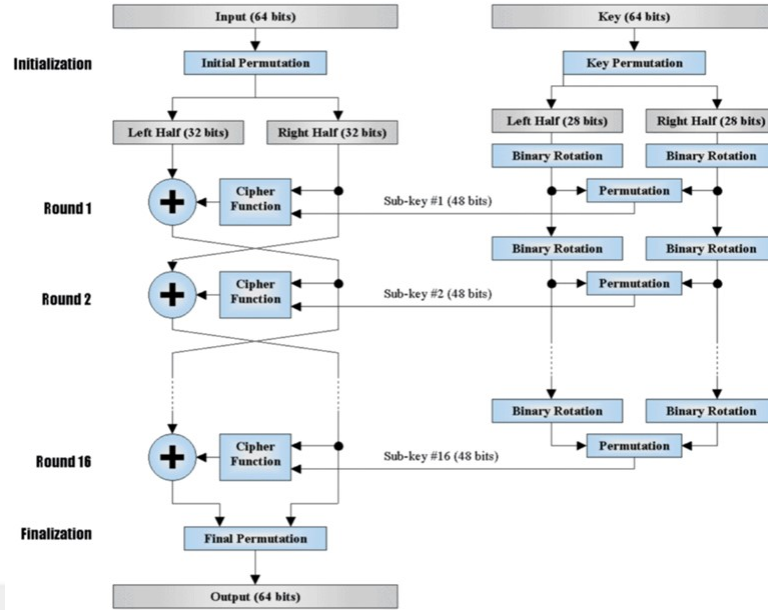 Input (64 bits)
Key (64 bits)
Initialization
Initial Permutation
Key Permutation
Left Half (32 bits)
Right Half (32 bits)
Left Half (28 bits)
Right Half (28 bits)
Binary Rotation
Binary Rotation
Round 1
Cipher
Function
Sub-key #1 (48 bits)
Permutation
Binary Rotation
Binary Rotation
Round 2
Cipher
Function
Sub-key #2 (48 bits)
Permutation
Binary Rotation
Binary Rotation
Round 16
Cipher
Function
Sub-key #16 (48 bits)
Permutation
Finalization
Final Permutation
Output (64 bits)